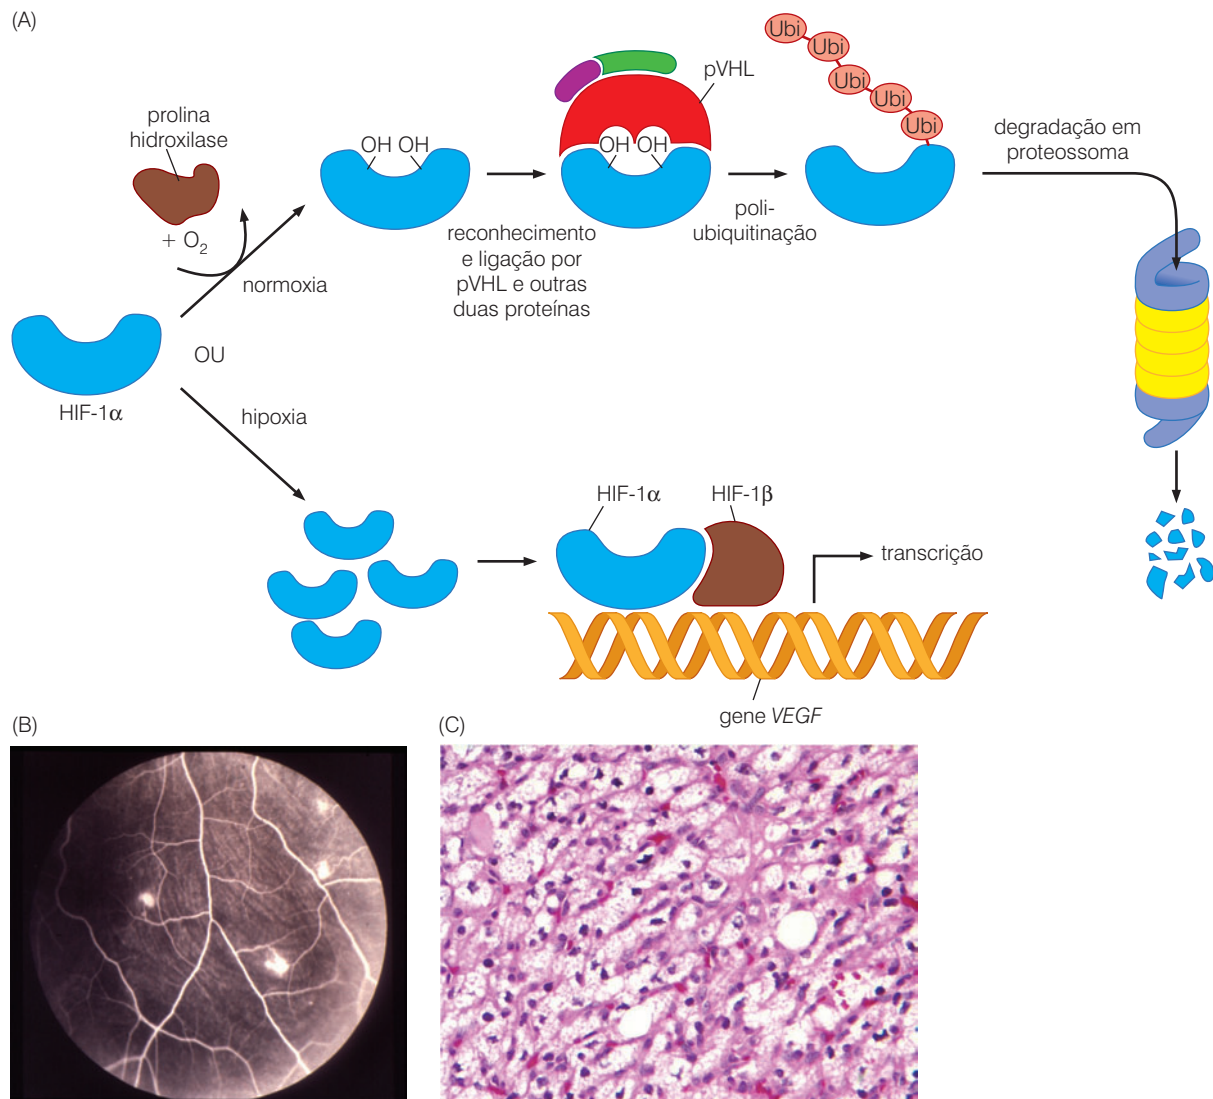 (A)
prolina
hidroxilase
+ O2
normoxia
HIF-1α
OU
hipoxia
OH OH
reconhecimento
e ligação por
pVHL e outras
duas proteínas
pVHL
OH OH
poli-
ubiquitinação
Ubi
Ubi
Ubi
Ubi
Ubi
degradação em
proteossoma
HIF-1α
HIF-1β
transcrição
gene VEGF
(B)
(C)